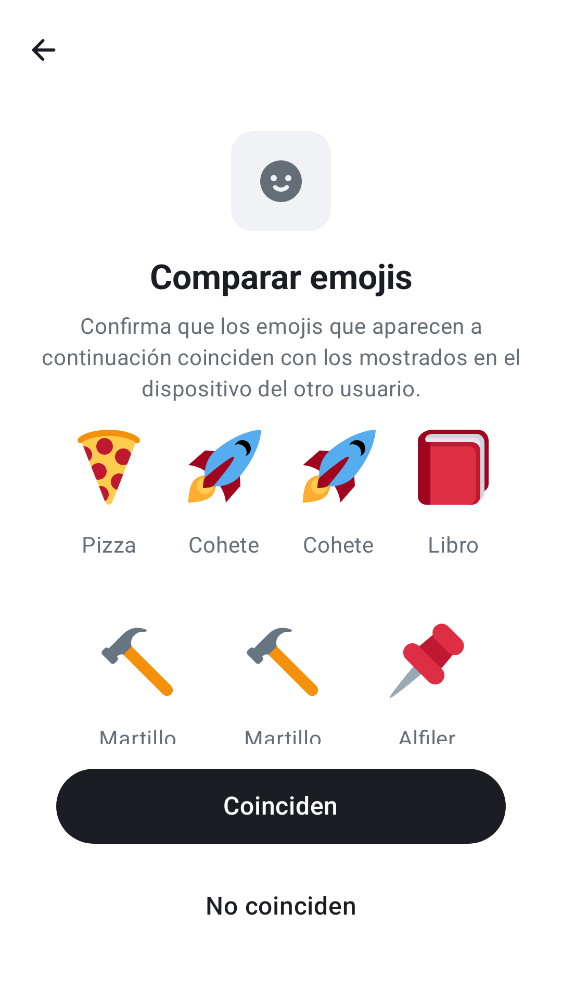 Comparar emojis
Confirma que los emojis que aparecen a
continuación coinciden con los mostrados en el
dispositivo del otro usuario.
Pizza Cohete Cohete Libro
Martillo Martillo Alfiler
Coinciden
No coinciden